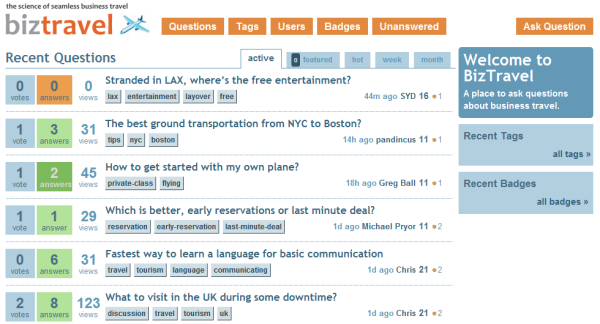 the science of seamless business travel
biztravel
Questions Tags Users Badges Unanswered Ask Question
Recent Questions active 0 featured hot week month
0 votes 0 answers 0 views
Stranded in LAX, where's the free entertainment?
lax entertainment layover free 44m ago SYD 16 1
1 vote 3 answers 31 views
The best ground transportation from NYC to Boston?
tips nyc boston 14h ago pandincus 11 1
1 vote 2 answers 45 views
How to get started with my own plane?
private-class flying 18h ago Greg Ball 11 1
1 vote 1 answer 29 views
Which is better, early reservations or last minute deal?
reservation early-reservation last-minute-deal 1d ago Michael Pryor 11 2
0 votes 6 answers 31 views
Fastest way to learn a language for basic communication
travel tourism language communicating 1d ago Chris 21 2
2 votes 8 answers 123 views
What to visit in the UK during some downtime?
discussion travel tourism uk 1d ago Chris 21 2
Welcome to
BizTravel
A place to ask questions
about business travel.
Recent Tags
all tags »
Recent Badges
all badges »